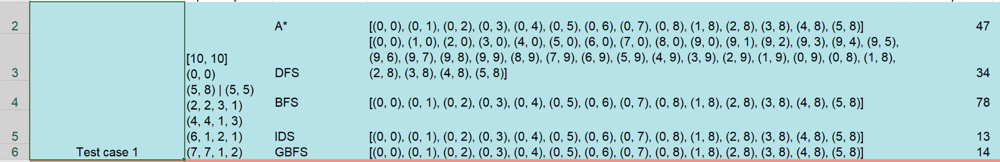 2
A*
[(0, 0), (0, 1), (0, 2), (0, 3), (0, 4), (0, 5), (0, 6), (0, 7), (0, 8), (1, 8), (2, 8), (3, 8), (4, 8), (5, 8)]
47
[(0, 0), (1, 0), (2, 0), (3, 0), (4, 0), (5, 0), (6, 0), (7, 0), (8, 0), (9, 0), (9, 1), (9, 2), (9, 3), (9, 4), (9, 5),
(9, 6), (9, 7), (9, 8), (9, 9), (8, 9), (7, 9), (6, 9), (5, 9), (4, 9), (3, 9), (2, 9), (1, 9), (0, 9), (0, 8), (1, 8),
3
DFS
(2, 8), (3, 8), (4, 8), (5, 8)]
34
[10, 10]
(0, 0)
(5, 8) | (5, 5)
(2, 2, 3, 1)
(4, 4, 1, 3)
(6, 1, 2, 1)
(7, 7, 1, 2)
4
BFS
[(0, 0), (0, 1), (0, 2), (0, 3), (0, 4), (0, 5), (0, 6), (0, 7), (0, 8), (1, 8), (2, 8), (3, 8), (4, 8), (5, 8)]
78
5
IDS
[(0, 0), (0, 1), (0, 2), (0, 3), (0, 4), (0, 5), (0, 6), (0, 7), (0, 8), (1, 8), (2, 8), (3, 8), (4, 8), (5, 8)]
13
6
Test case 1
GBFS
[(0, 0), (0, 1), (0, 2), (0, 3), (0, 4), (0, 5), (0, 6), (0, 7), (0, 8), (1, 8), (2, 8), (3, 8), (4, 8), (5, 8)]
14